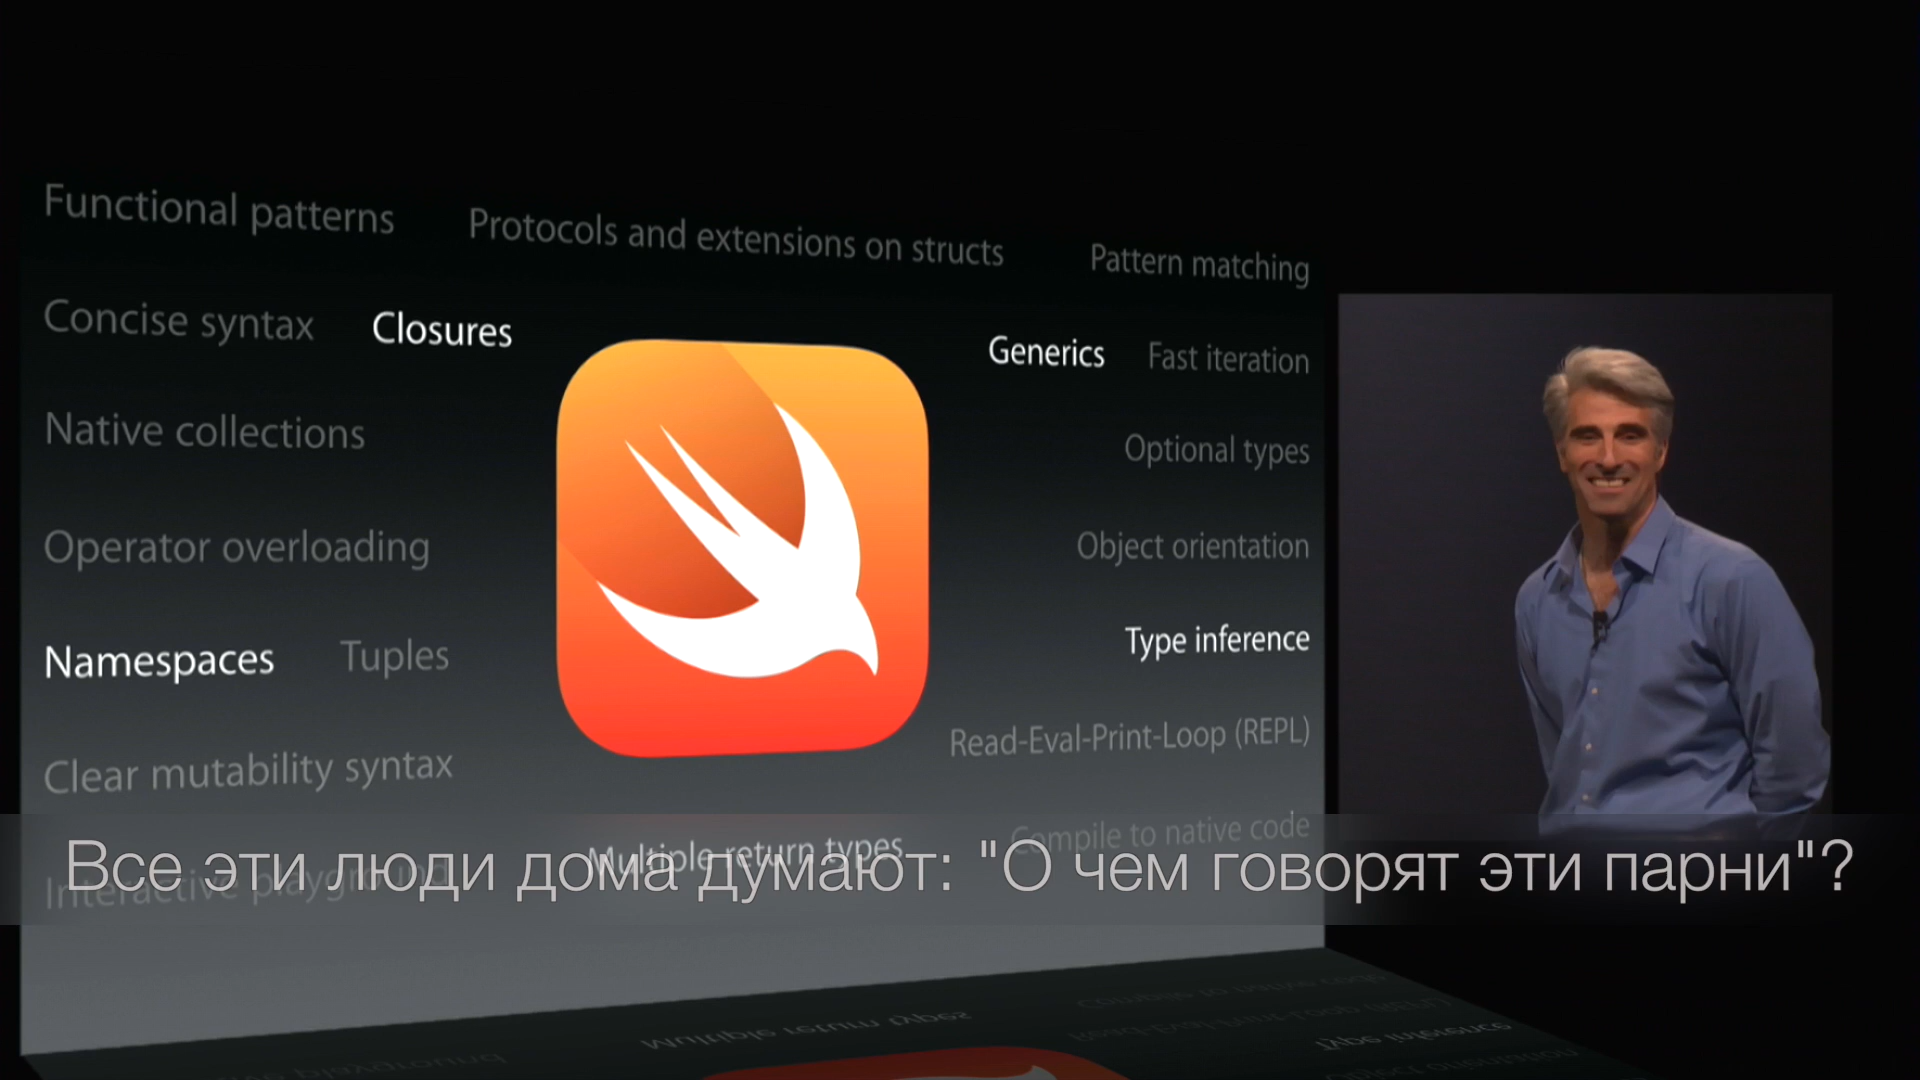 Functional patterns
Protocols and extensions on structs
Pattern matching
Concise syntax
Closures
Generics
Fast iteration
Native collections
Optional types
Operator overloading
Object orientation
Namespaces
Tuples
Type inference
Read-Eval-Print-Loop (REPL)
Clear mutability syntax
Compile to native code
Multiple return types
Interactive playground
Все эти люди дома думают: "О чем говорят эти парни"?